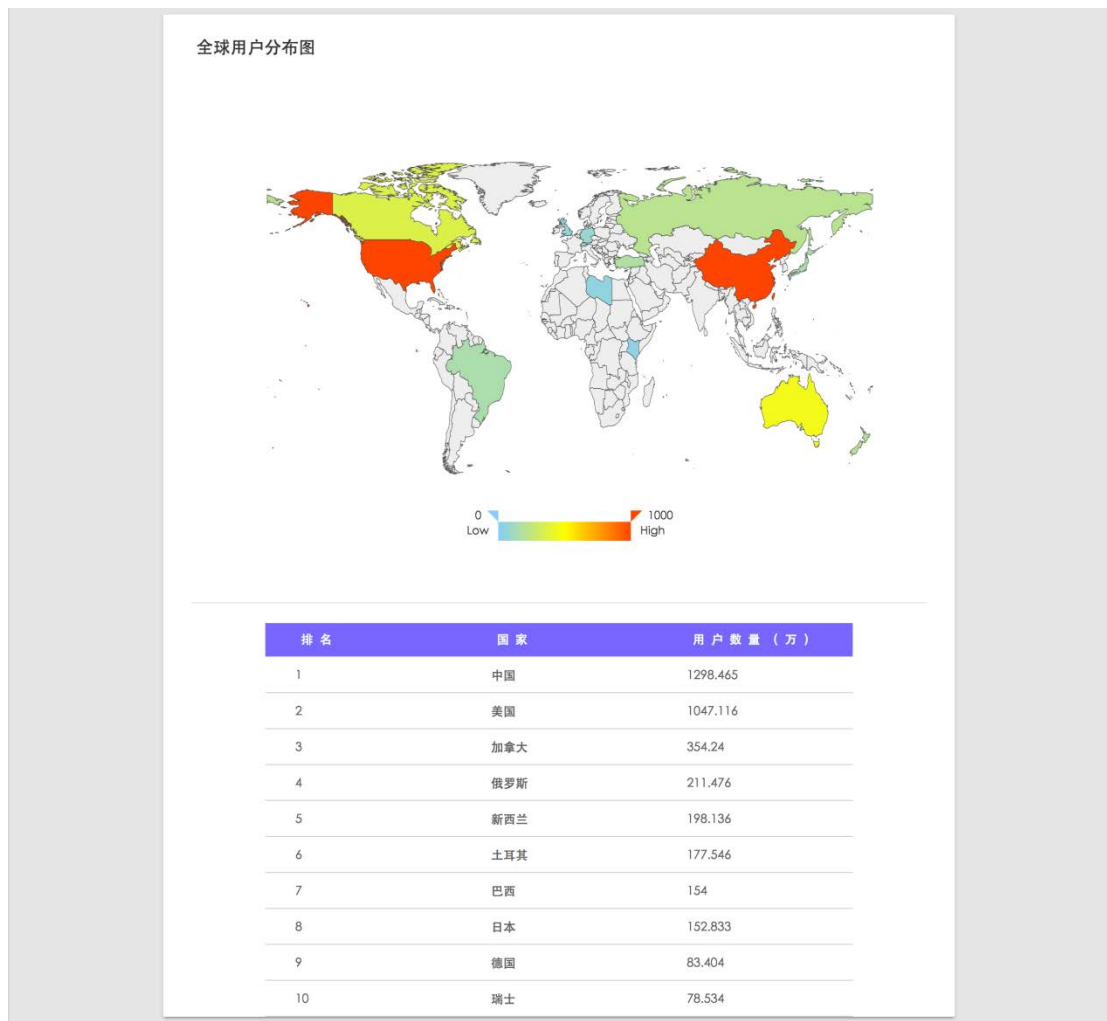 全球用户分布图
0 1000
Low High
排名 国家 用户数量（万）
1 中国 1298.465
2 美国 1047.116
3 加拿大 354.24
4 俄罗斯 211.476
5 新西兰 198.136
6 土耳其 177.546
7 巴西 154
8 日本 152.833
9 德国 83.404
10 瑞士 78.534